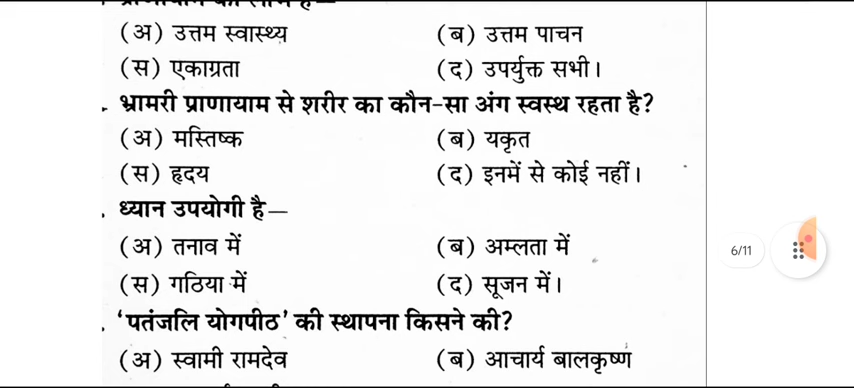 (अ) उत्तम स्वास्थ्य (ब) उत्तम पाचन
(स) एकाग्रता (द) उपर्युक्त सभी।
भ्रामरी प्राणायाम से शरीर का कौन-सा अंग स्वस्थ रहता है?
(अ) मस्तिष्क (ब) यकृत
(स) हृदय (द) इनमें से कोई नहीं।
ध्यान उपयोगी है—
(अ) तनाव में (ब) अम्लता में
(स) गठिया में (द) सूजन में।
6/11
'पतंजलि योगपीठ' की स्थापना किसने की?
(अ) स्वामी रामदेव (ब) आचार्य बालकृष्ण